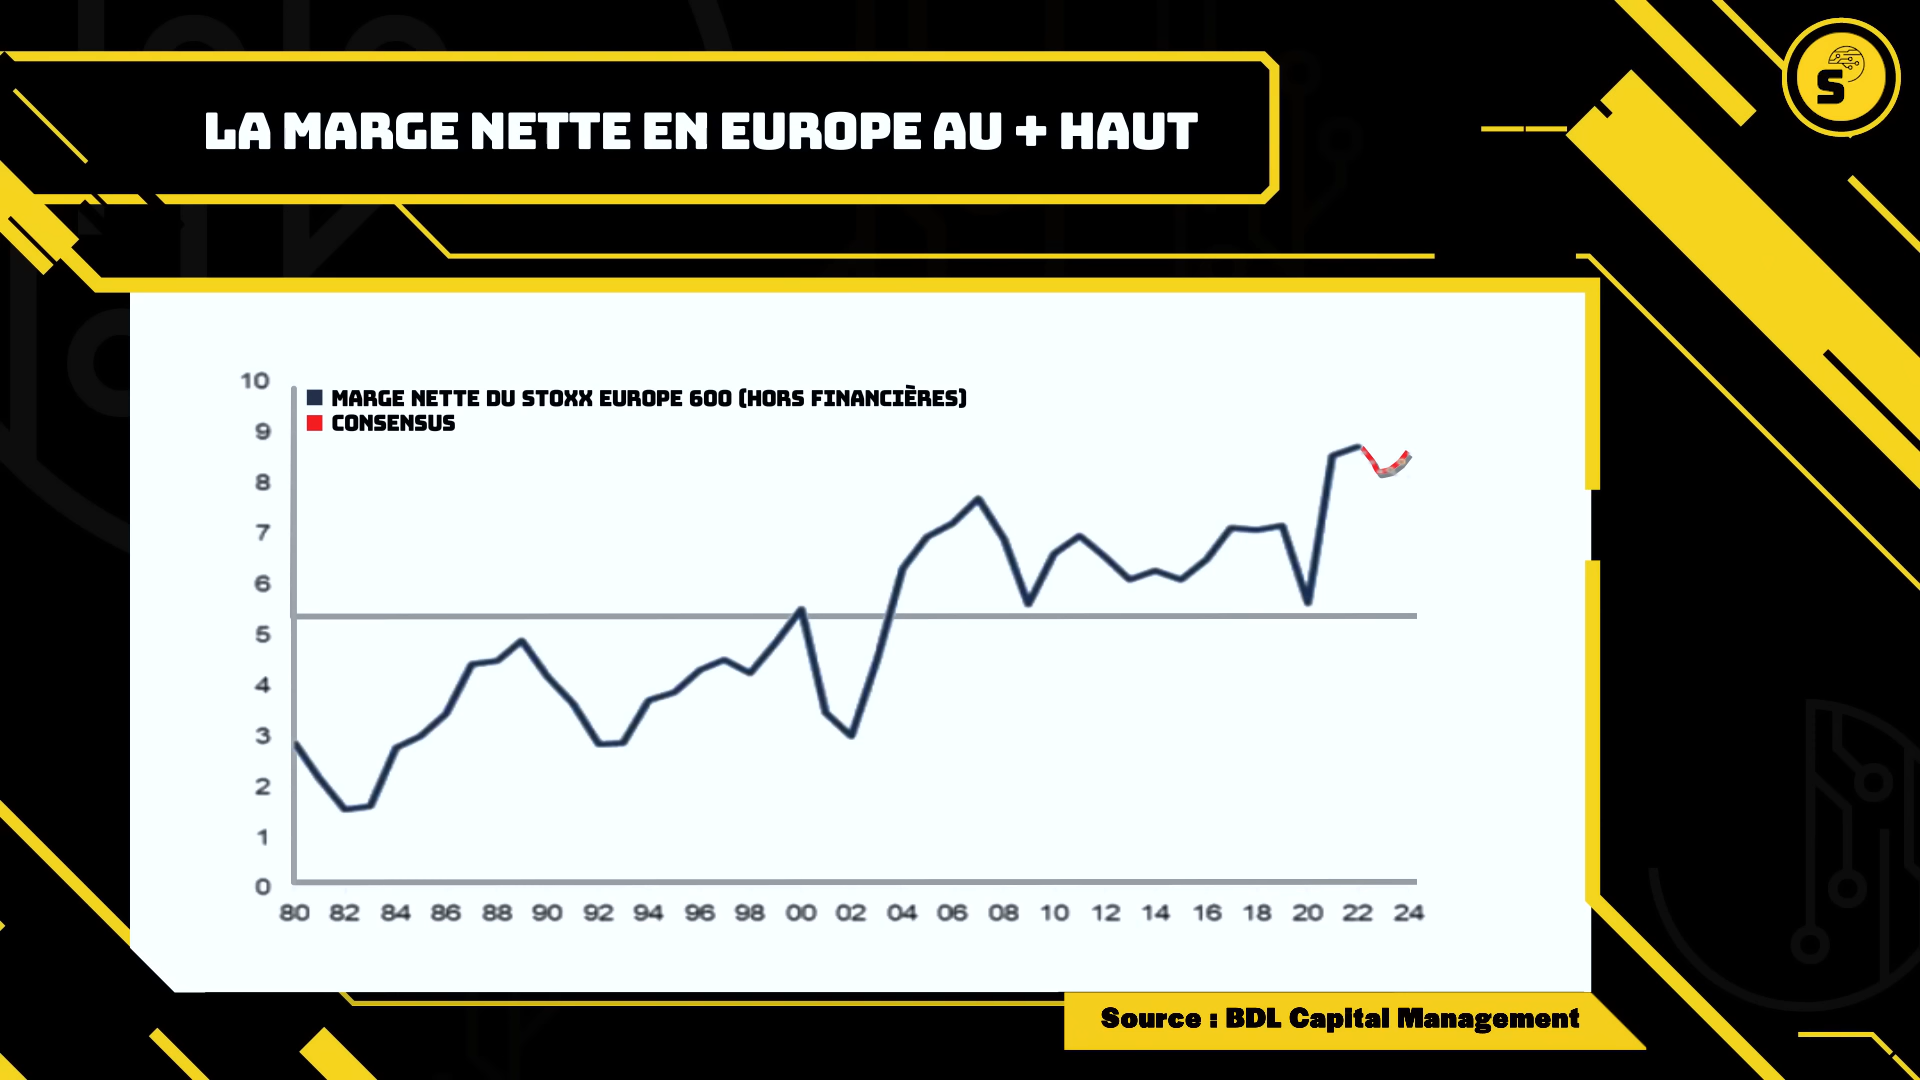 LA MARGE NETTE EN EUROPE AU + HAUT
S
MARGE NETTE DU STOXX EUROPE 600 (HORS FINANCIÈRES)
CONSENSUS
10
9
8
7
6
5
4
3
2
1
0
80 82 84 86 88 90 92 94 96 98 00 02 04 06 08 10 12 14 16 18 20 22 24
Source : BDL Capital Management